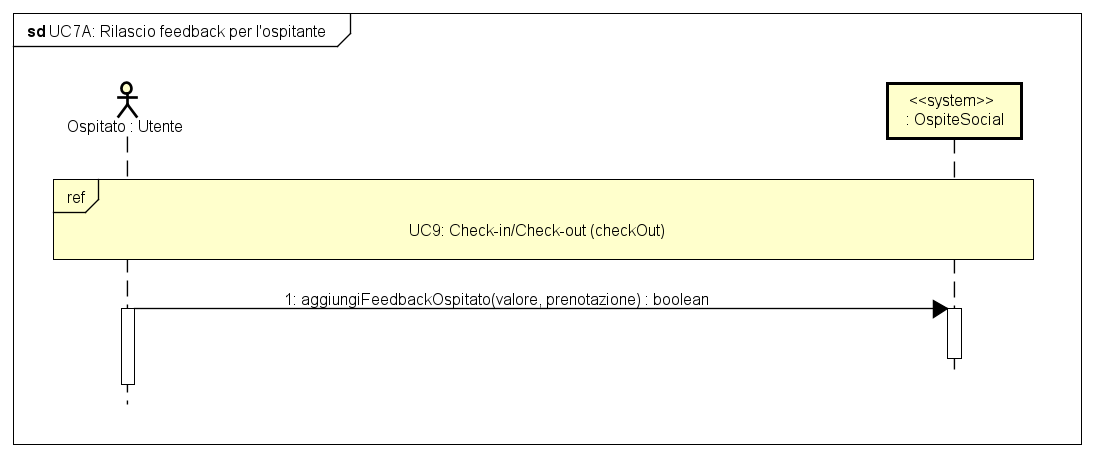 sd UC7A: Rilascio feedback per l'ospitante
Ospitato : Utente
<<system>>
: OspiteSocial
ref
UC9: Check-in/Check-out (checkOut)
1: aggiungiFeedbackOspitato(valore, prenotazione) : boolean